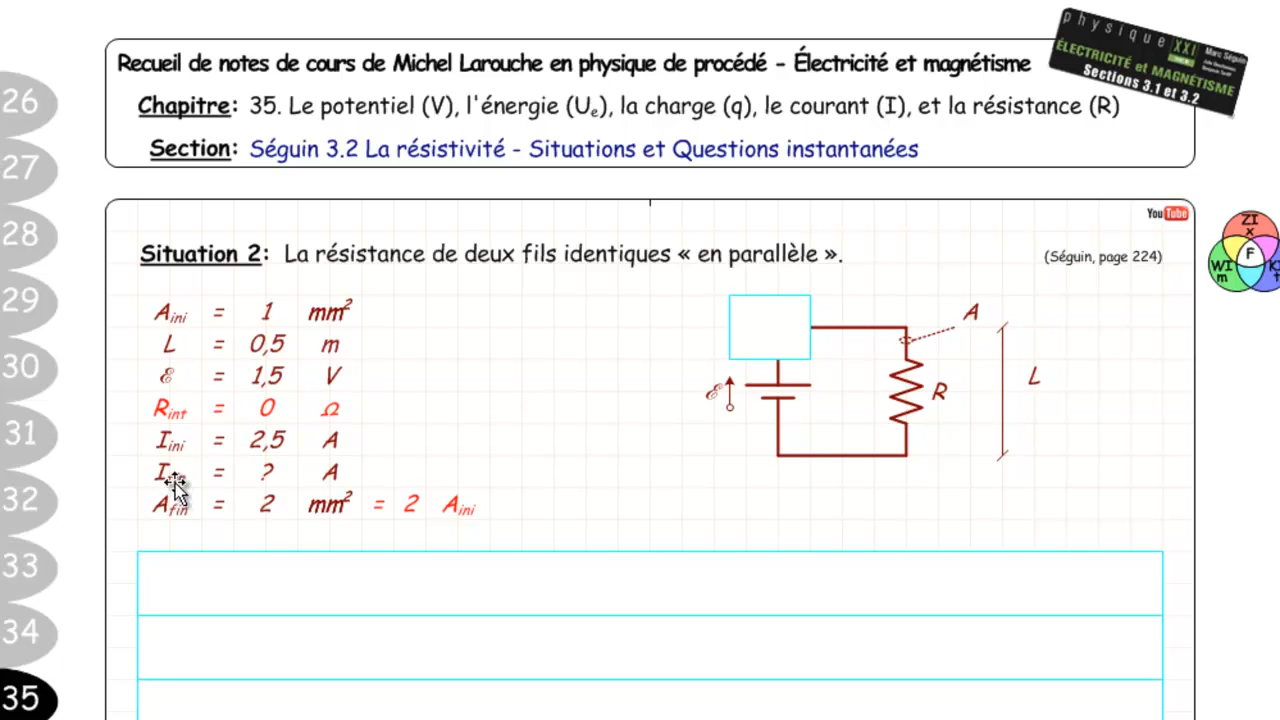 physique XXI
Marc Séguin
ÉLECTRICITÉ et MAGNÉTISME
Sections 3.1 et 3.2
Recueil de notes de cours de Michel Larouche en physique de procédé - Électricité et magnétisme
Chapitre: 35. Le potentiel (V), l'énergie (Uₑ), la charge (q), le courant (I), et la résistance (R)
Section: Séguin 3.2 La résistivité - Situations et Questions instantanées
26
27
28
29
30
31
32
33
34
35
YouTube
Situation 2: La résistance de deux fils identiques « en parallèle ».
(Séguin, page 224)
A_ini = 1 mm²
L = 0,5 m
ℰ = 1,5 V
R_int = 0 Ω
I_ini = 2,5 A
I = ? A
A_fin = 2 mm² = 2 A_ini
A
ℰ
R
L
ZI
x
F
WI
m